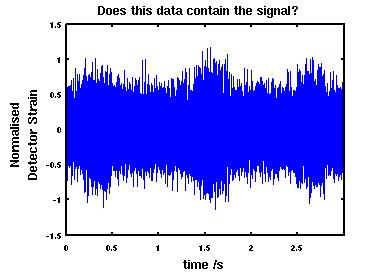 Does this data contain the signal?
1.5
1
0.5
0
-0.5
-1
-1.5
Normalised
Detector Strain
0 0.5 1 1.5 2 2.5
time /s